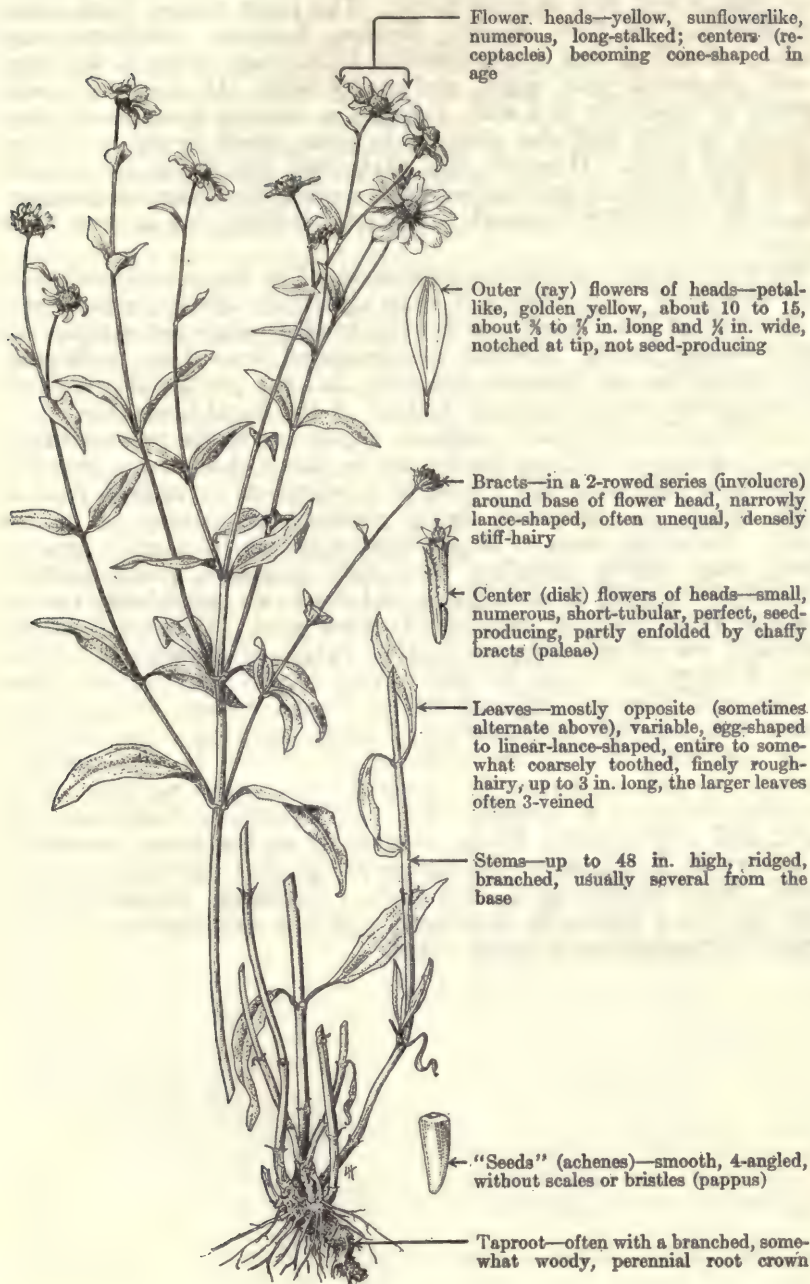 Flower heads—yellow, sunflowerlike,
numerous, long-stalked; centers (re-
ceptacles) becoming cone-shaped in
age
Outer (ray) flowers of heads—petal-
like, golden yellow, about 10 to 15,
about to in. long and in. wide,
notched at tip, not seed-producing
Bracts—in a 2-rowed series (involucre)
around base of flower head, narrowly
lance-shaped, often unequal, densely
stiff-hairy
Center (disk) flowers of heads—small,
numerous, short-tubular, perfect, seed-
producing, partly enfolded by chaffy
bracts (paleae)
Leaves—mostly opposite (sometimes
alternate above), variable, egg-shaped
to linear-lance-shaped, entire to some-
what coarsely toothed, finely rough-
hairy, up to 3 in. long, the larger leaves
often 3-veined
Stems—up to 48 in. high, ridged,
branched, usually several from the
base
"Seeds" (achenes)—smooth, 4-angled,
without scales or bristles (pappus)
Taproot—often with a branched, some-
what woody, perennial root crown